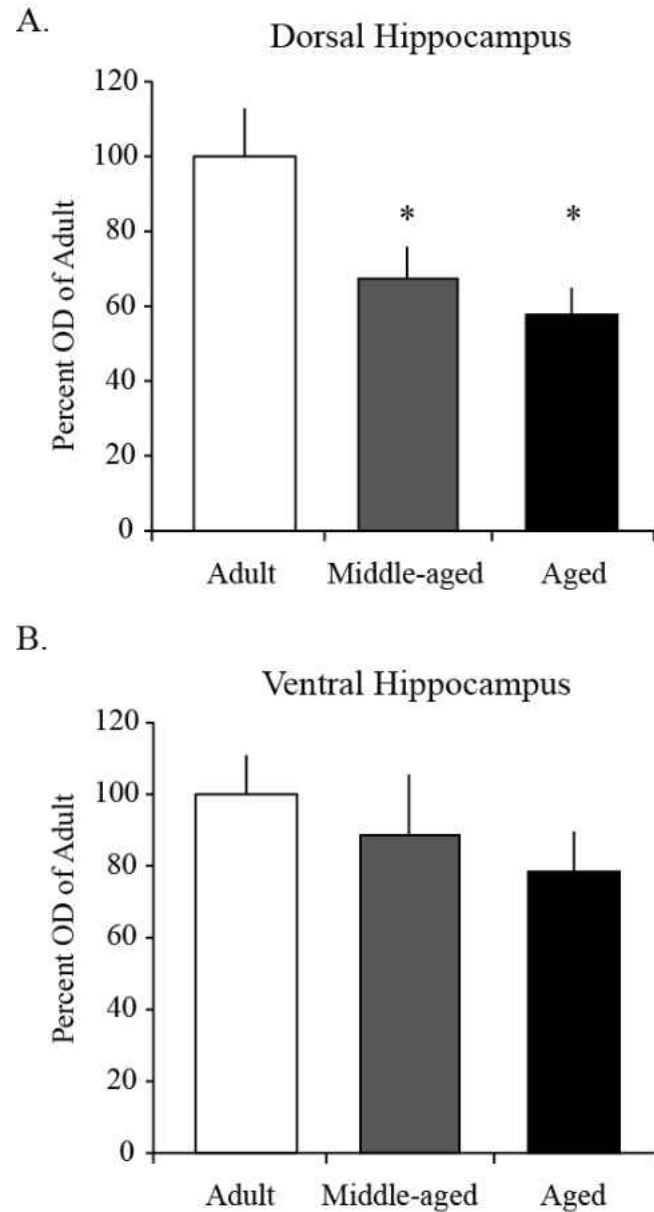 A.
Dorsal Hippocampus
120
100
80
60
40
20
0
Percent OD of Adult
*
*
Adult
Middle-aged
Aged
B.
Ventral Hippocampus
120
100
80
60
40
20
0
Percent OD of Adult
Adult
Middle-aged
Aged